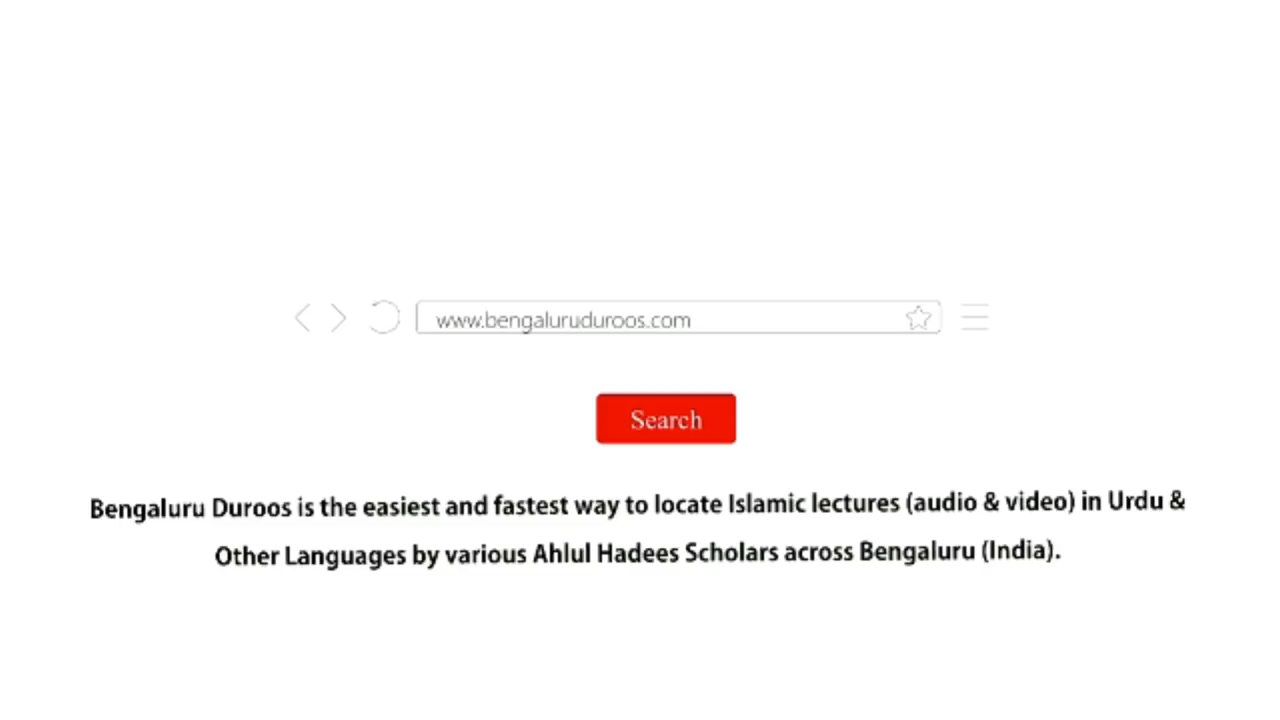 www.bengaluruduroos.com
Search
Bengaluru Duroos is the easiest and fastest way to locate Islamic lectures (audio & video) in Urdu &
Other Languages by various Ahlul Hadees Scholars across Bengaluru (India).